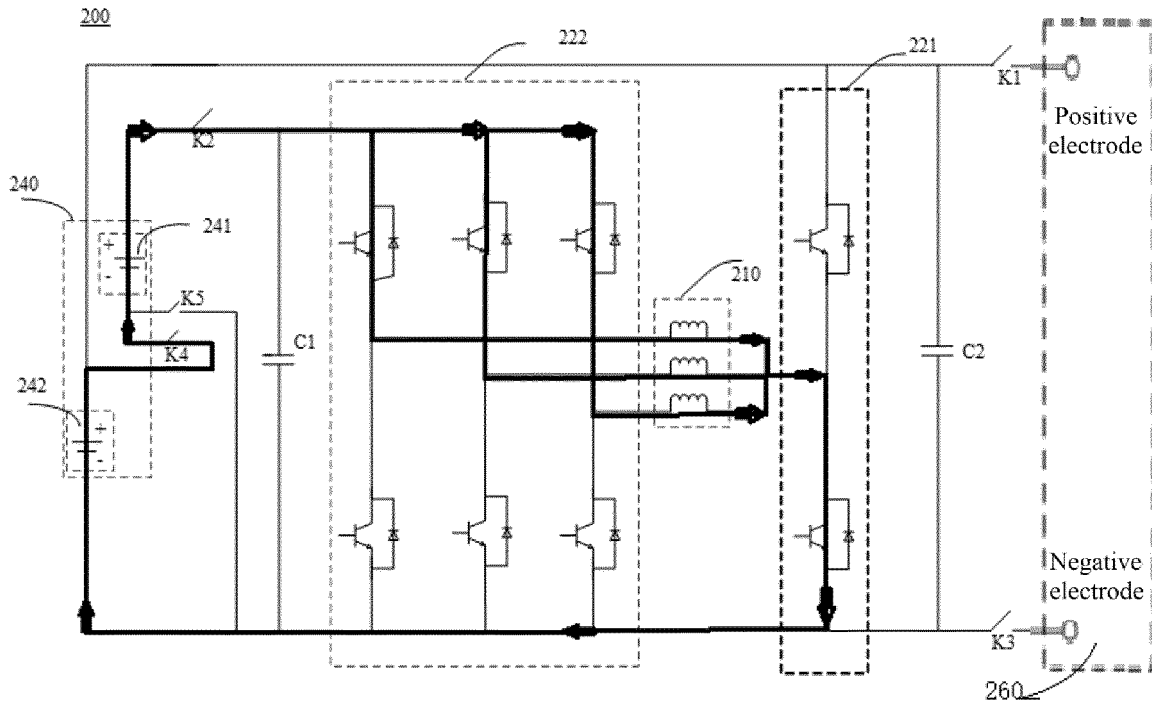 200
222
221
K1
Positive
electrode
K2
240
241
+
-
K5
210
K4
C1
C2
242
+
-
Negative
electrode
K3
260